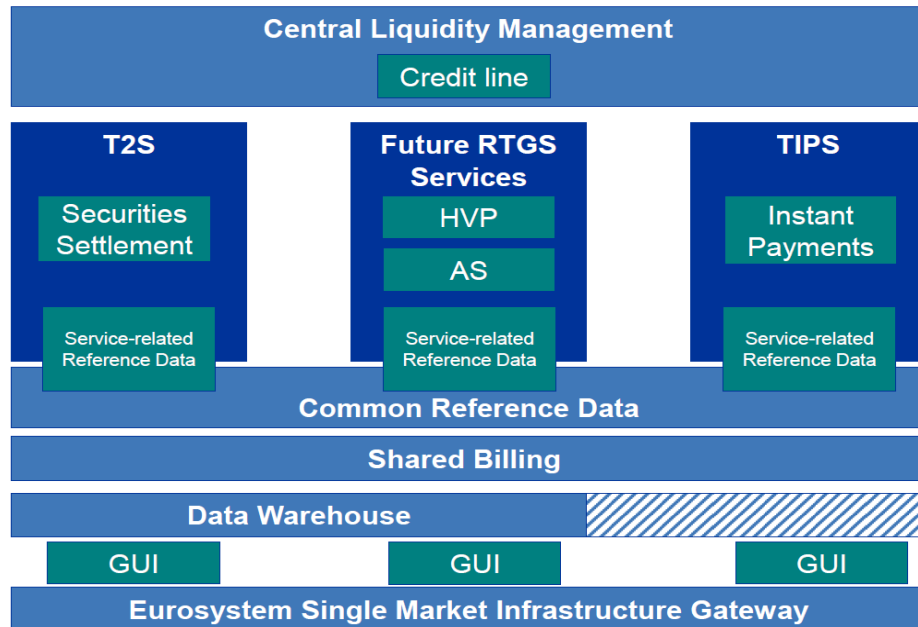 Central Liquidity Management
Credit line
T2S
Securities
Settlement
Service-related
Reference Data
Future RTGS
Services
HVP
AS
Service-related
Reference Data
TIPS
Instant
Payments
Service-related
Reference Data
Common Reference Data
Shared Billing
Data Warehouse
GUI
GUI
GUI
Eurosystem Single Market Infrastructure Gateway